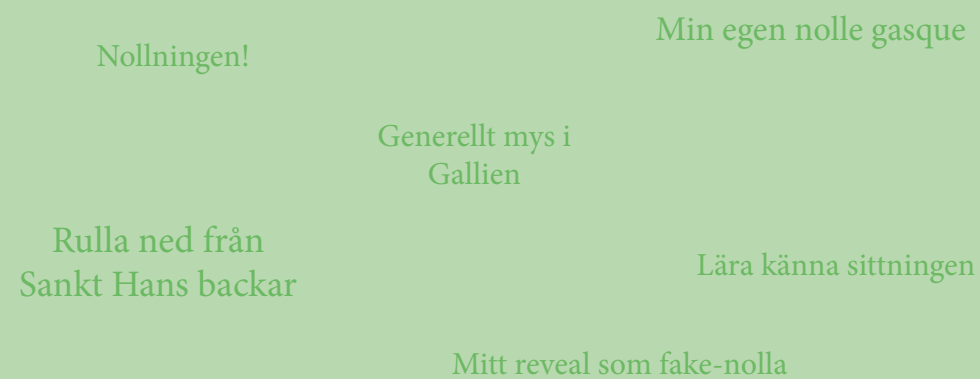 Min egen nolle gasque
Nollningen!
Generellt mys i
Gallien
Rulla ned från
Sankt Hans backar
Lära känna sittningen
Mitt reveal som fake-nolla